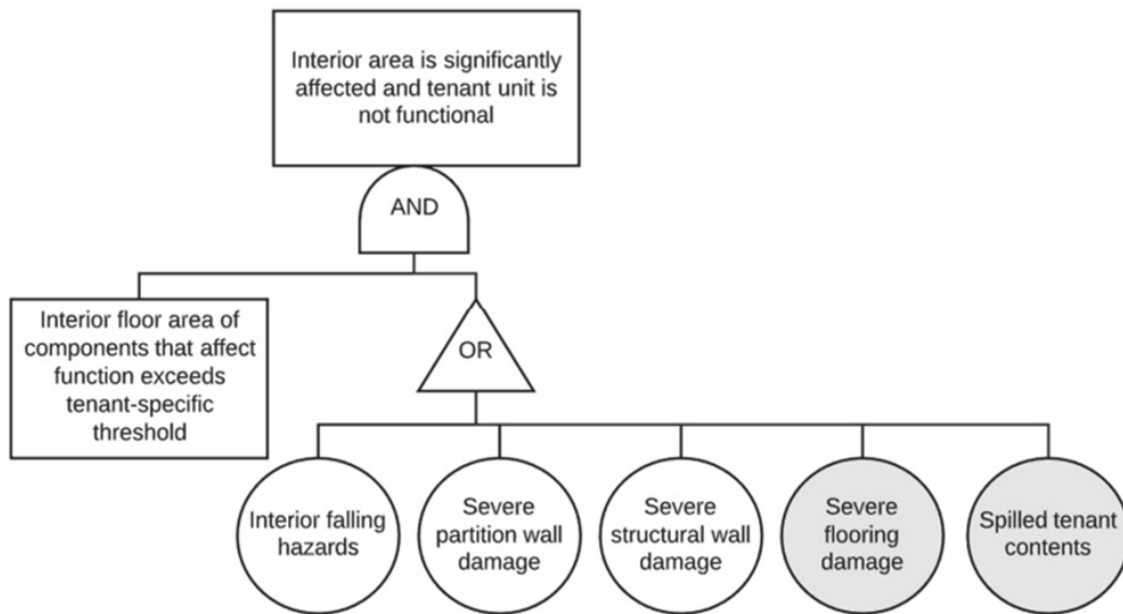 Interior area is significantly
affected and tenant unit is
not functional
AND
Interior floor area of
components that affect
function exceeds
tenant-specific
threshold
OR
Interior falling
hazards
Severe
partition wall
damage
Severe
structural wall
damage
Severe
flooring
damage
Spilled tenant
contents